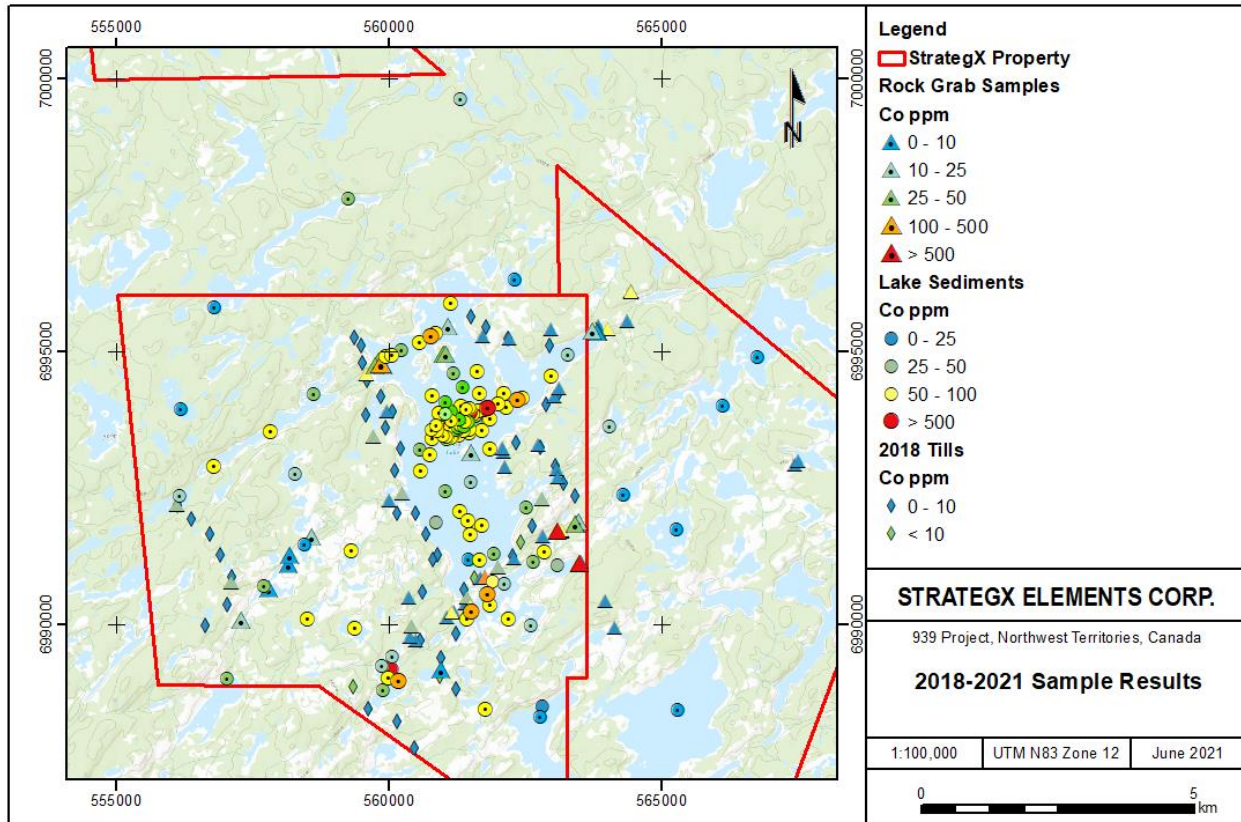 555000
560000
565000
7000000
6995000
6990000
7000000
6995000
6990000
555000
560000
565000
N
Legend
StrategX Property
Rock Grab Samples
Co ppm
0 - 10
10 - 25
25 - 50
100 - 500
> 500
Lake Sediments
Co ppm
0 - 25
25 - 50
50 - 100
> 500
2018 Tills
Co ppm
0 - 10
< 10
STRATEGX ELEMENTS CORP.
939 Project, Northwest Territories, Canada
2018-2021 Sample Results
1:100,000 UTM N83 Zone 12 June 2021
0 5
km